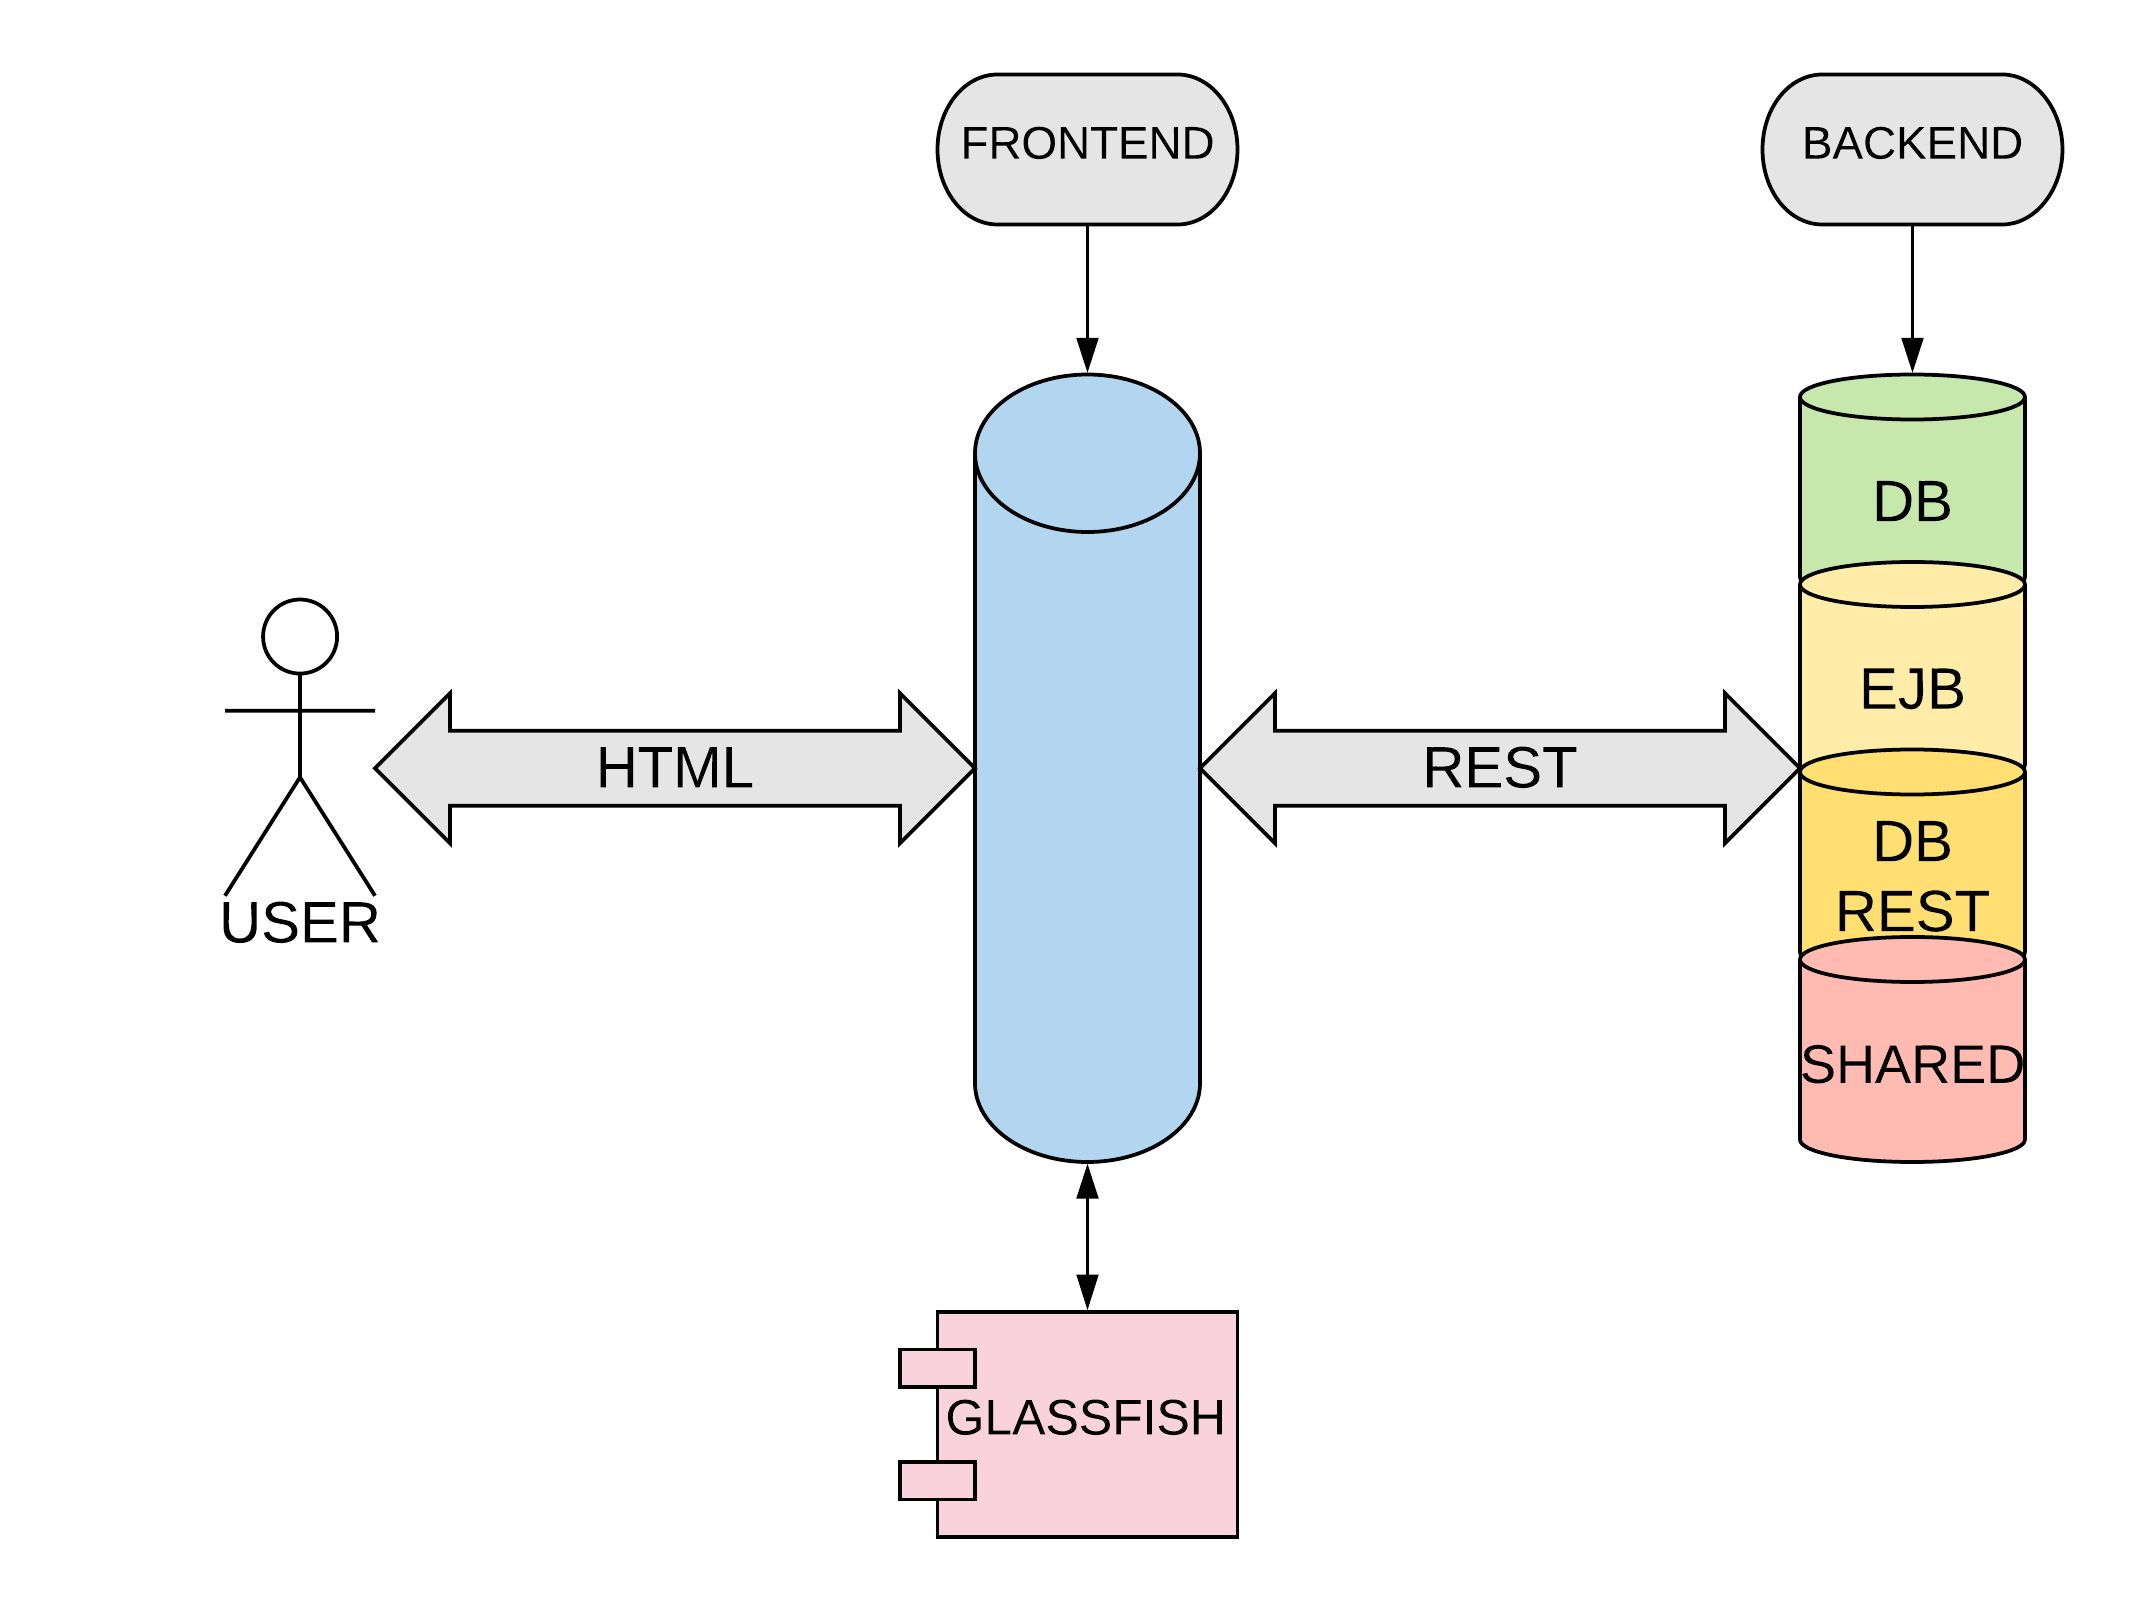 FRONTEND
BACKEND
DB
EJB
HTML
REST
DB
REST
USER
SHARED
GLASSFISH